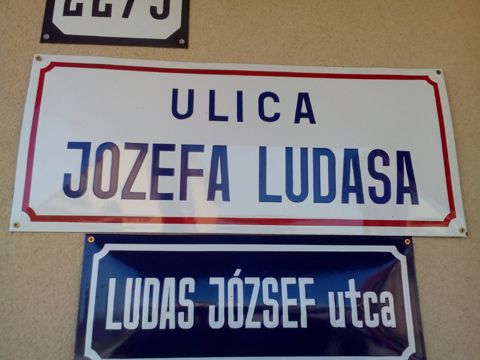 ULICA
JOZEFA LUDASA
LUDAS JÓZSEF utca